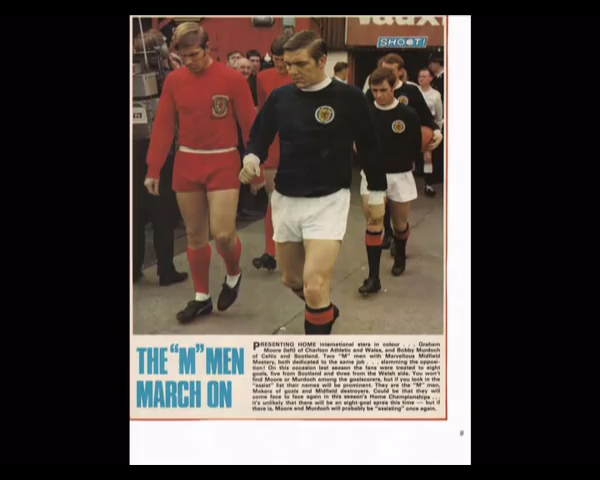 vaux
SHOOT!
THE "M" MEN
MARCH ON
PRESENTING HOME international stars in colour . . . Graham
Moore (left) of Charlton Athletic and Wales, and Bobby Murdoch
of Celtic and Scotland. Two "M" men with Marvellous Midfield
Mastery, both dedicated to the same job . . . stemming the opposi-
tion! On this occasion last season the fans were treated to eight
goals, five from Scotland and three from the Welsh side. You won't
find Moore or Murdoch among the goalscorers, but if you look in the
"assist" list their names will be prominent. They are the "M" men,
Makers of goals and Midfield destroyers. Could be that they will
come face to face again in this season's Home Championships . . .
it's unlikely that there will be an eight-goal spree this time — but if
there is, Moore and Murdoch will probably be "assisting" once again.